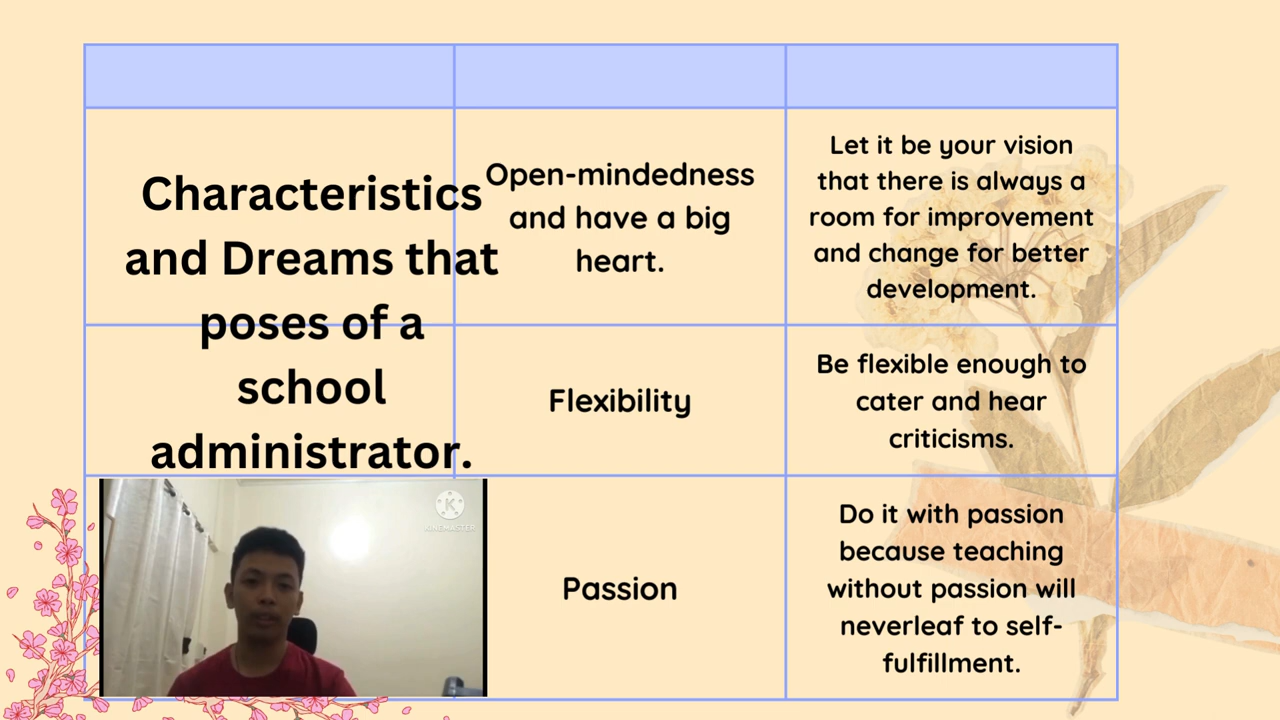 Characteristics
and Dreams that
poses of a
school
administrator.
Open-mindedness
and have a big
heart.
Let it be your vision
that there is always a
room for improvement
and change for better
development.
Flexibility
Be flexible enough to
cater and hear
criticisms.
Passion
Do it with passion
because teaching
without passion will
neverleaf to self-
fulfillment.
K
KINEMASTER